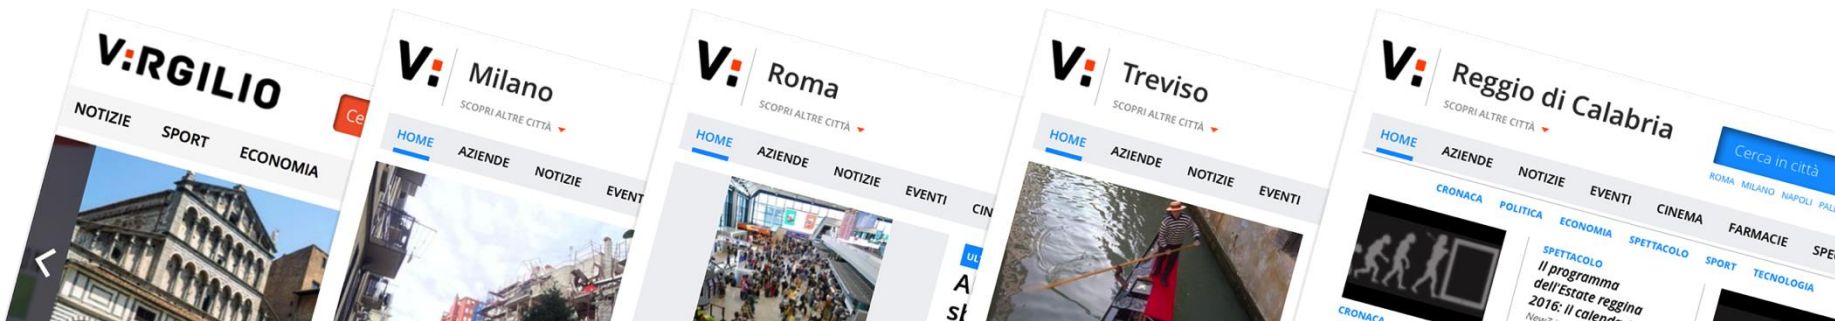 V:RGILIO
NOTIZIE SPORT ECONOMIA
V: Milano
SCOPRI ALTRE CITTÀ
HOME AZIENDE NOTIZIE
V: Roma
SCOPRI ALTRE CITTÀ
HOME AZIENDE NOTIZIE EVENTI
V: Treviso
SCOPRI ALTRE CITTÀ
HOME AZIENDE NOTIZIE EVENTI
V: Reggio di Calabria
SCOPRI ALTRE CITTÀ
Cerca in città
ROMA MILANO NAPOLI
HOME AZIENDE NOTIZIE EVENTI CINEMA FARMACIE
CRONACA POLITICA ECONOMIA SPETTACOLO SPORT TECNOLOGIA
SPETTACOLO
Il programma
dell'Estate reggina
2016: il
CRONACA